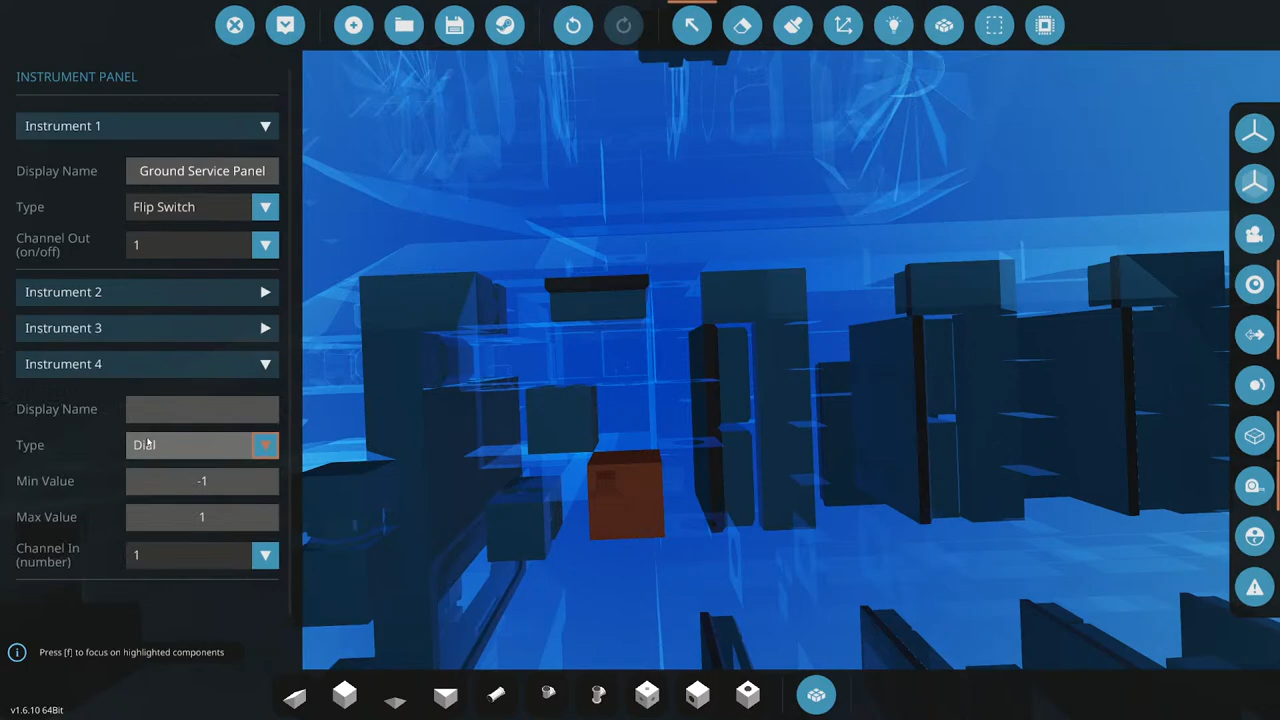 INSTRUMENT PANEL
Instrument 1
Display Name Ground Service Panel
Type Flip Switch
Channel Out (on/off) 1
Instrument 2
Instrument 3
Instrument 4
Display Name
Type Dial
Min Value -1
Max Value 1
Channel In (number) 1
Press [f] to focus on highlighted components
v1.6.10 64Bit